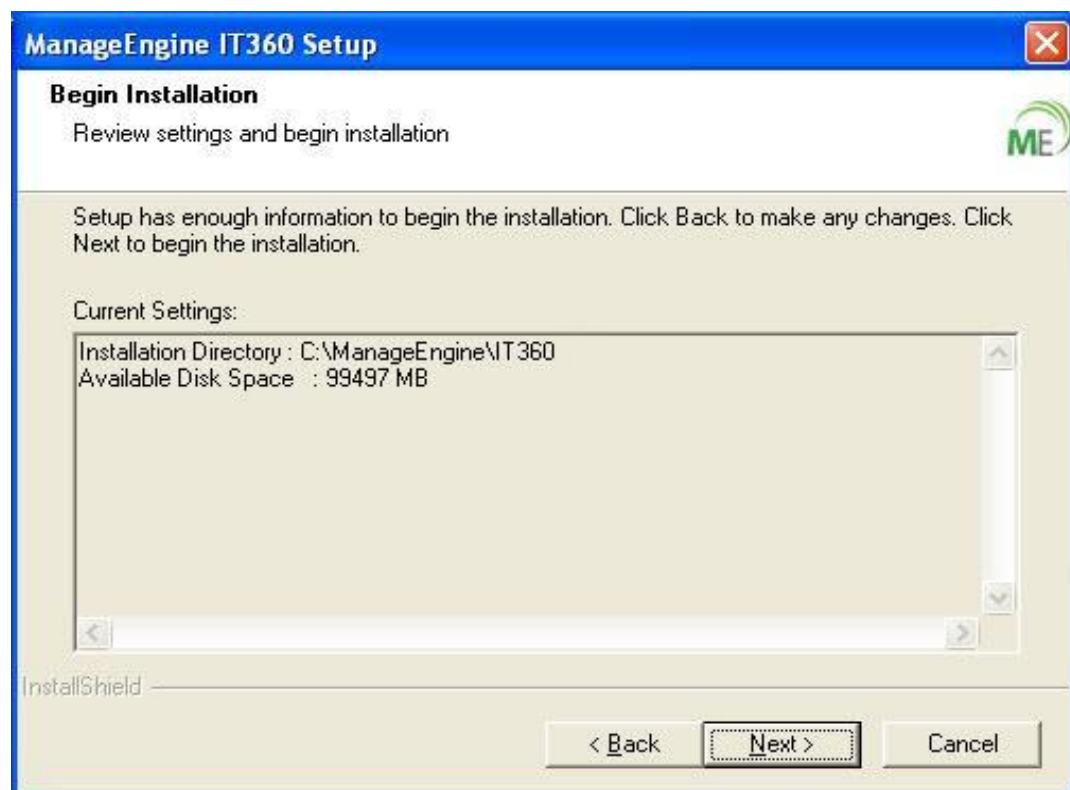 ManageEngine IT360 Setup
Begin Installation
Review settings and begin installation
ME
Setup has enough information to begin the installation. Click Back to make any changes. Click
Next to begin the installation.
Current Settings:
Installation Directory : C:\ManageEngine\IT360
Available Disk Space : 99497 MB
InstallShield
< Back
Next >
Cancel